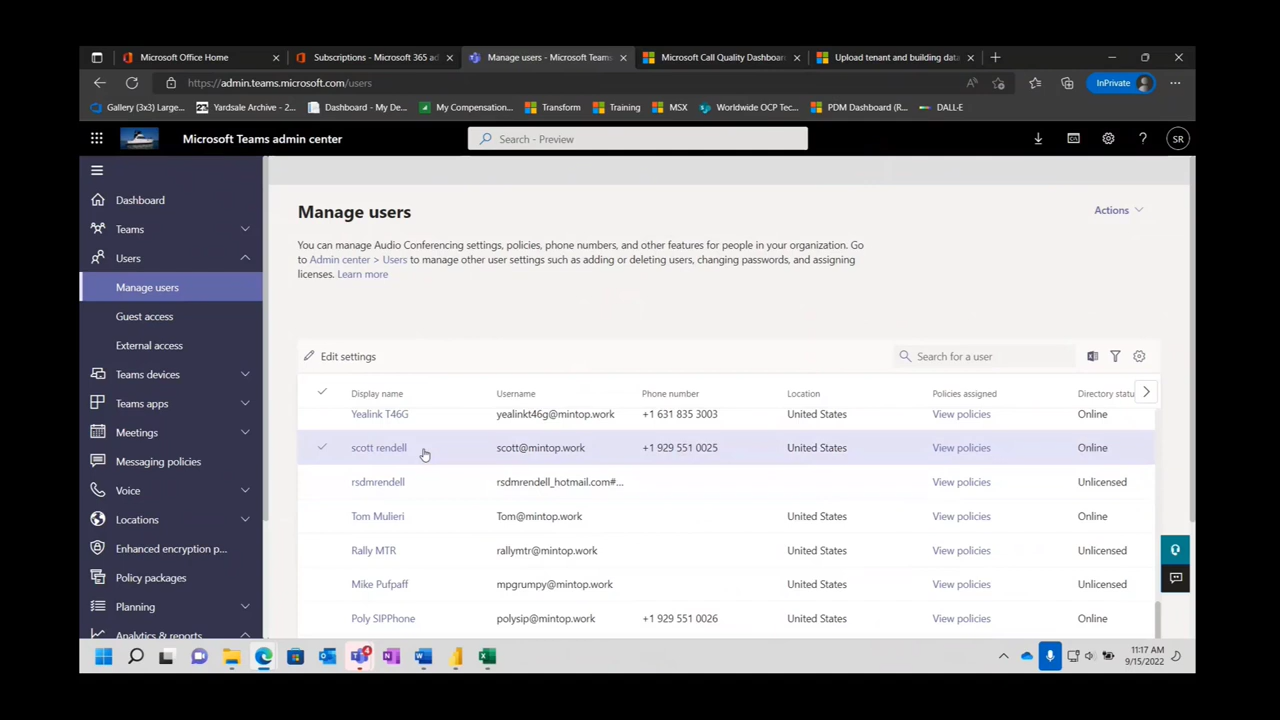 Microsoft Office Home
Subscriptions - Microsoft 365 ad
Manage users - Microsoft Teams
Microsoft Call Quality Dashboard
Upload tenant and building data
https://admin.teams.microsoft.com/users
InPrivate
Gallery (3x3) Large...
Yardsale Archive - 2...
Dashboard - My De...
My Compensation...
Transform
Training
MSX
Worldwide OCP Tec...
PDM Dashboard (R...
DALL-E
Microsoft Teams admin center
Search - Preview
SR
Dashboard
Teams
Users
Manage users
Guest access
External access
Teams devices
Teams apps
Meetings
Messaging policies
Voice
Locations
Enhanced encryption p...
Policy packages
Planning
Analytics & reports
Manage users
Actions
You can manage Audio Conferencing settings, policies, phone numbers, and other features for people in your organization. Go
to Admin center > Users to manage other user settings such as adding or deleting users, changing passwords, and assigning
licenses. Learn more
Edit settings
Search for a user
Display name Username Phone number Location Policies assigned Directory statu
Yealink T46G yealinkt46g@mintop.work +1 631 835 3003 United States View policies Online
scott rendell scott@mintop.work +1 929 551 0025 United States View policies Online
rsdmrendell rsdmrendell_hotmail.com#... View policies Unlicensed
Tom Mulieri Tom@mintop.work United States View policies Online
Rally MTR rallymtr@mintop.work United States View policies Unlicensed
Mike Pufpaff mpgrumpy@mintop.work United States View policies Unlicensed
Poly SIPPhone polysip@mintop.work +1 929 551 0026 United States View policies Online
4
11:17 AM
9/15/2022